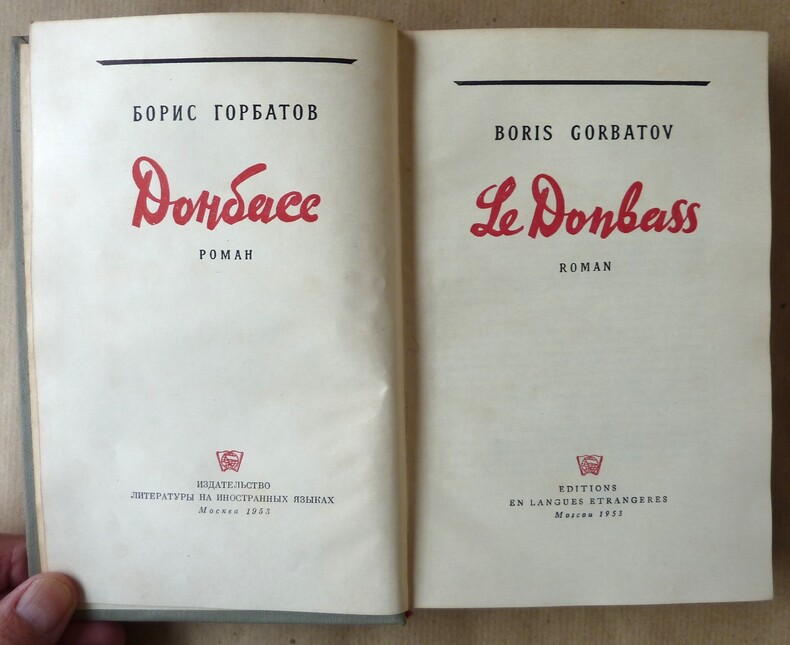 БОРИС ГОРБАТОВ
Донбасс
РОМАН
ИЗДАТЕЛЬСТВО
ЛИТЕРАТУРЫ НА ИНОСТРАННЫХ ЯЗЫКАХ
Москва 1953
BORIS GORBATOV
Le Donbass
ROMAN
EDITIONS
EN LANGUES ETRANGERES
Moscou 1953